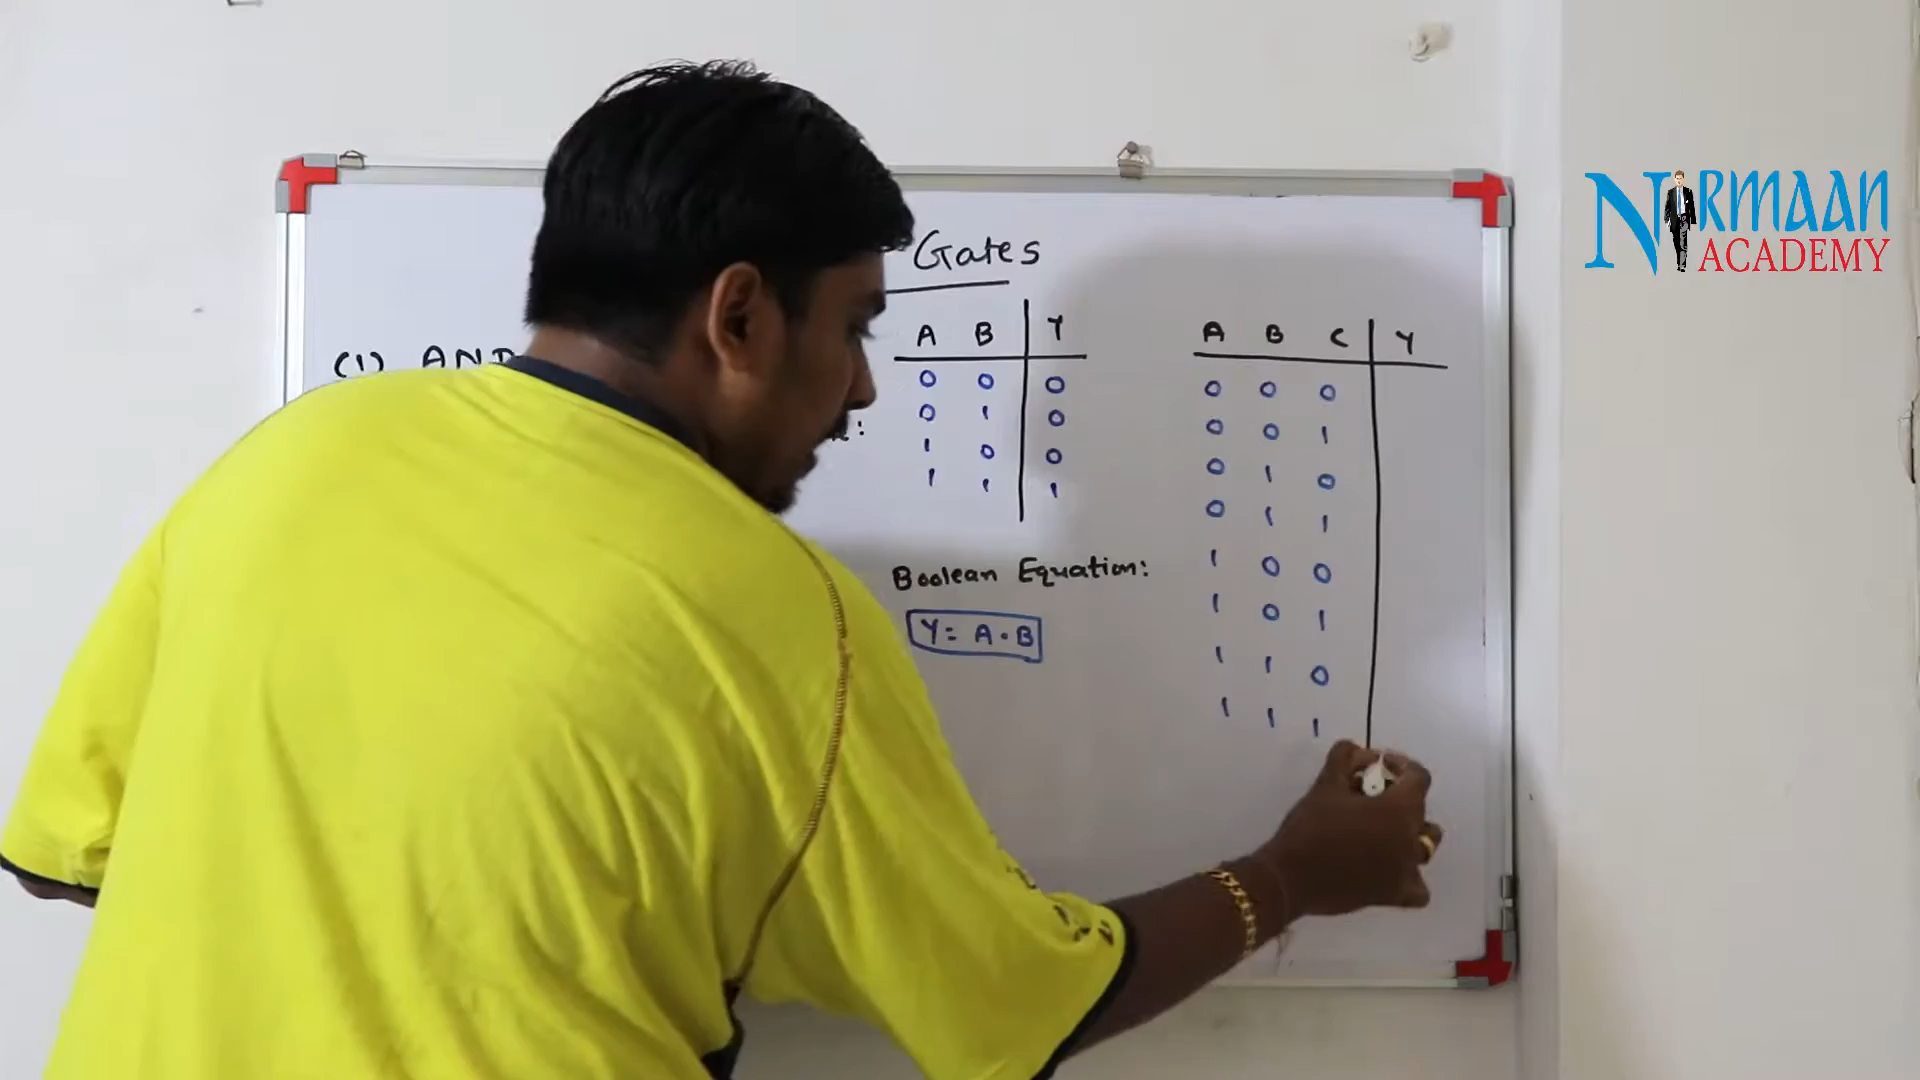 Gates
(1) AND
A B Y
0 0 0
0 1 0
1 0 0
1 1 1
Boolean Equation:
Y = A · B
A B C Y
0 0 0
0 0 1
0 1 0
0 1 1
1 0 0
1 0 1
1 1 0
1 1 1
NIRMAAN
ACADEMY